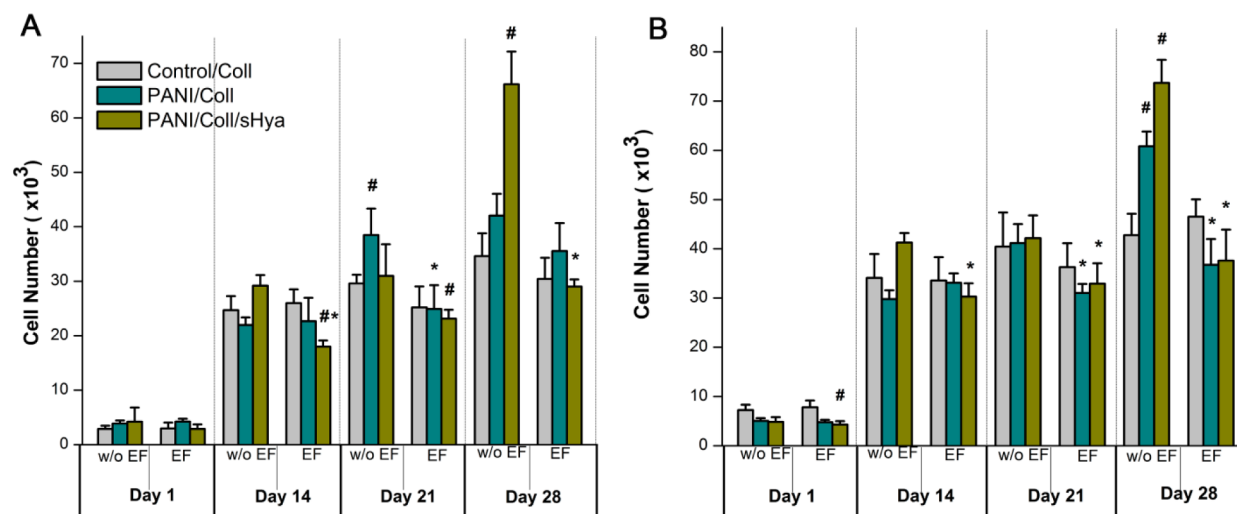 A
Cell Number ( x10³)
70
60
50
40
30
20
10
0
Control/Coll
PANI/Coll
PANI/Coll/sHya
#*
#
*
#
#
*
w/o EF EF w/o EF EF w/o EF EF w/o EF EF
Day 1 Day 14 Day 21 Day 28
B
Cell Number ( x10³)
80
70
60
50
40
30
20
10
0
#
*
*
*
#
#
*
*
w/o EF EF w/o EF EF w/o EF EF w/o EF EF
Day 1 Day 14 Day 21 Day 28